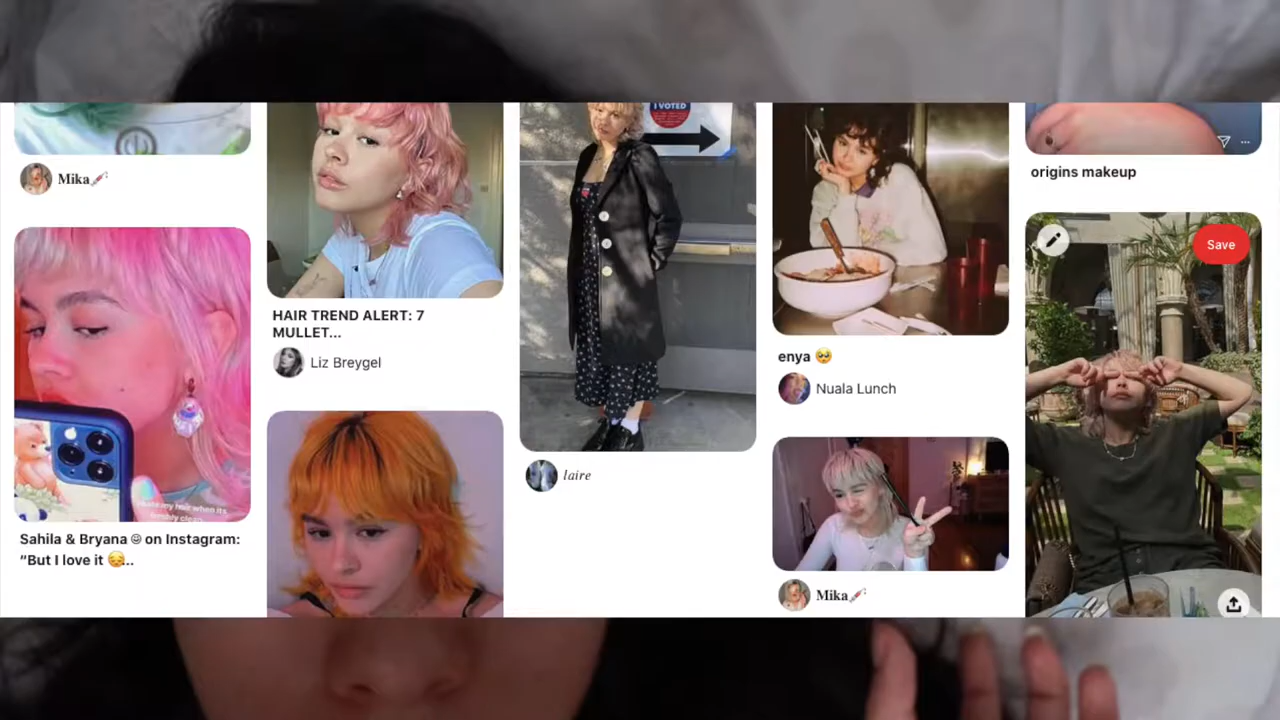 Mika
Sahila & Bryana ☺ on Instagram:
"But I love it 😏...
HAIR TREND ALERT: 7
MULLET...
Liz Breygel
I VOTED
laire
enya 🥺
Nuala Lunch
Mika
origins makeup
Save